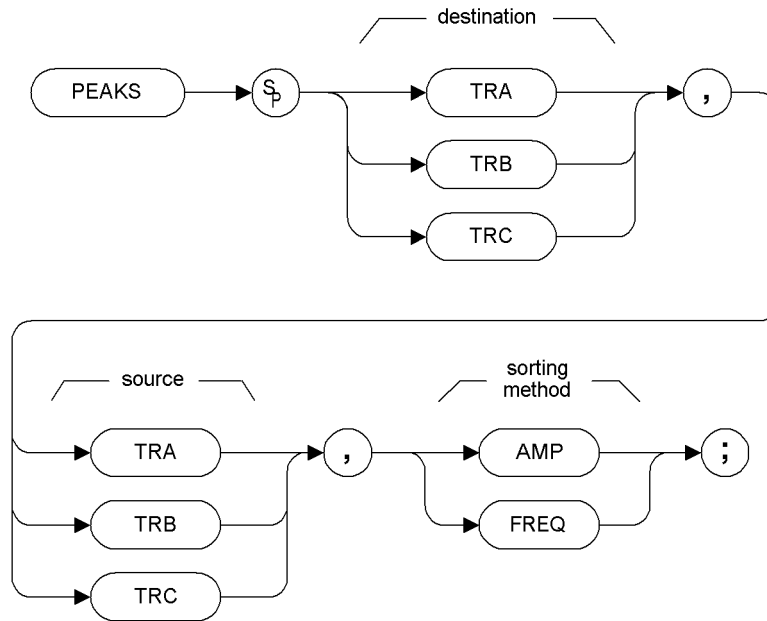 destination
PEAKS
SP
TRA
,
TRB
TRC
source
sorting
method
TRA
,
AMP
;
TRB
FREQ
TRC